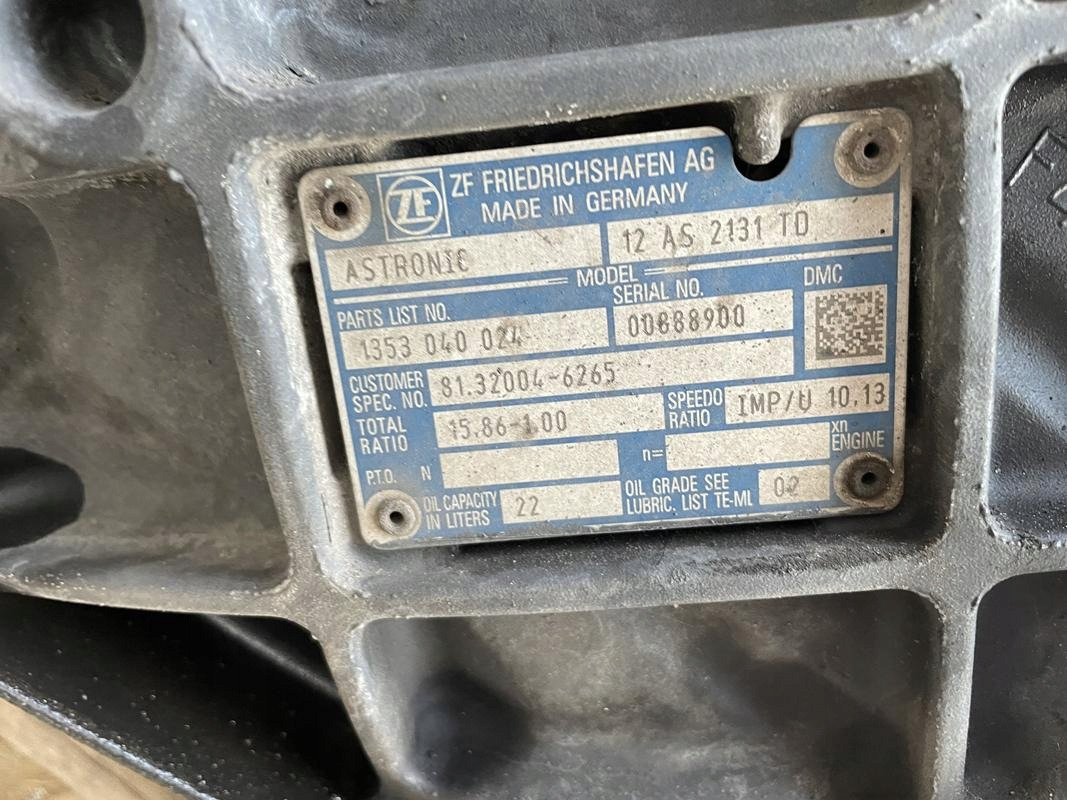 ZF
ZF FRIEDRICHSHAFEN AG
MADE IN GERMANY
ASTRONIC 12 AS 2131 TD
MODEL
PARTS LIST NO. SERIAL NO. DMC
1353 040 024 00888900
CUSTOMER SPEC. NO. 81.32004-6265
TOTAL RATIO 15.86-1.00 SPEEDO RATIO IMP/U 10.13
P.T.O. N n= xn ENGINE
OIL CAPACITY IN LITERS 22 OIL GRADE SEE LUBRIC. LIST TE-ML 02